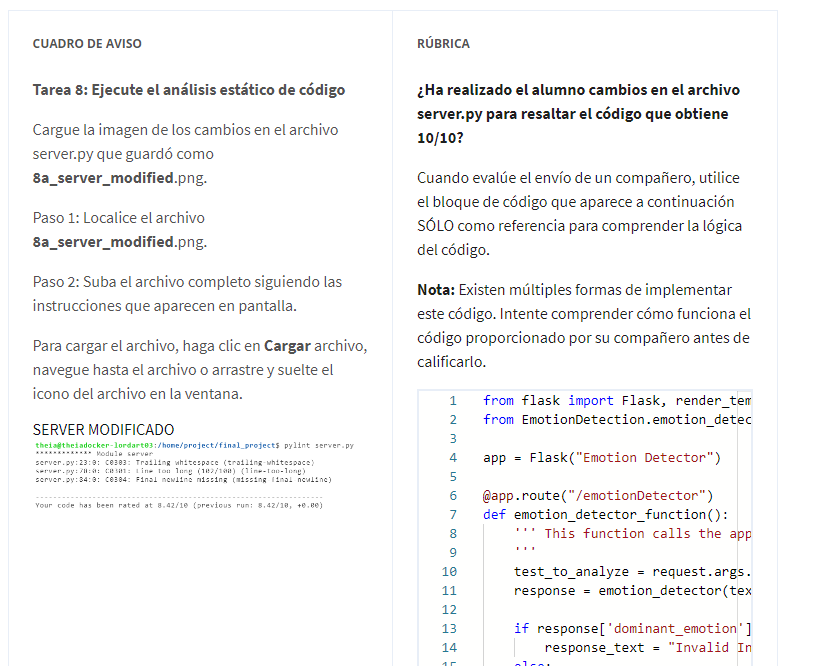 CUADRO DE AVISO
Tarea 8: Ejecute el análisis estático de código
Cargue la imagen de los cambios en el archivo
server.py que guardó como
8a_server_modified.png.
Paso 1: Localice el archivo
8a_server_modified.png.
Paso 2: Suba el archivo completo siguiendo las
instrucciones que aparecen en pantalla.
Para cargar el archivo, haga clic en Cargar archivo,
navegue hasta el archivo o arrastre y suelte el
icono del archivo en la ventana.
SERVER MODIFICADO
theia@theiadocker-lordart03:/home/project/final_project$ pylint server.py
************* Module server
server.py:23:0: C0303: Trailing whitespace (trailing-whitespace)
server.py:78:0: C0301: Line too long (102/100) (line-too-long)
server.py:84:0: C0304: Final newline missing (missing-final-newline)
------------------------------------------------------------------
Your code has been rated at 8.42/10 (previous run: 8.42/10, +0.00)
RÚBRICA
¿Ha realizado el alumno cambios en el archivo
server.py para resaltar el código que obtiene
10/10?
Cuando evalúe el envío de un compañero, utilice
el bloque de código que aparece a continuación
SÓLO como referencia para comprender la lógica
del código.
Nota: Existen múltiples formas de implementar
este código. Intente comprender cómo funciona el
código proporcionado por su compañero antes de
calificarlo.
1 from flask import Flask, render_tem
2 from EmotionDetection.emotion_detec
3
4 app = Flask("Emotion Detector")
5
6 @app.route("/emotionDetector")
7 def emotion_detector_function():
8 ''' This function calls the app
9 '''
10 test_to_analyze = request.args.
11 response = emotion_detector(tex
12
13 if response['dominant_emotion']
14 response_text = "Invalid In
15 else: